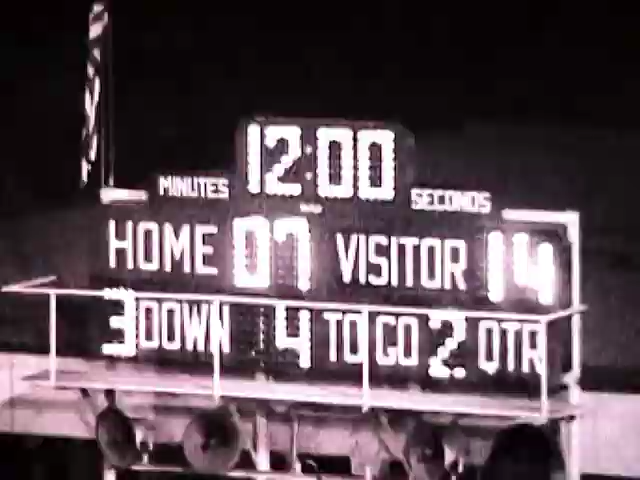 12:00
MINUTES SECONDS
HOME 07 VISITOR 14
3 DOWN 4 TO GO 2 QTR